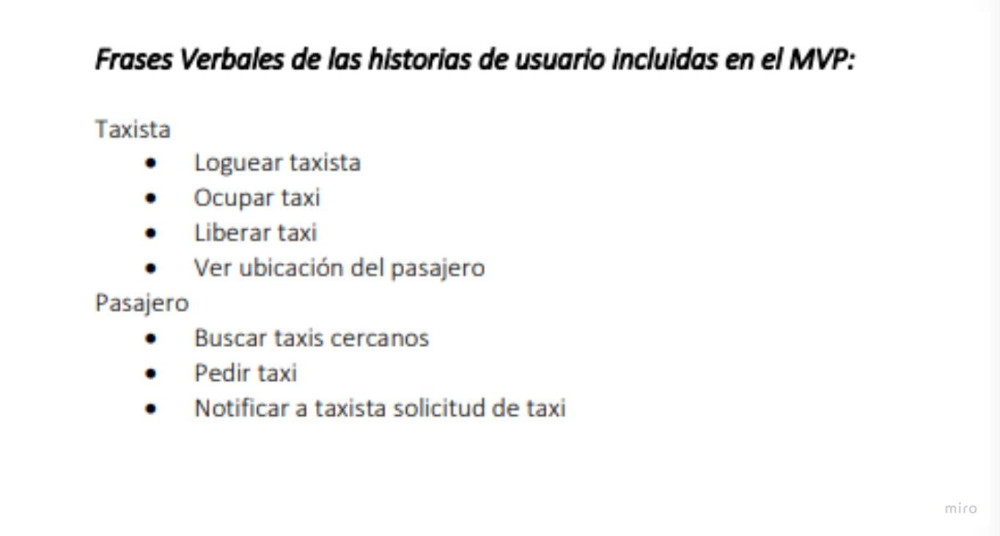 Frases Verbales de las historias de usuario incluidas en el MVP:
Taxista
• Loguear taxista
• Ocupar taxi
• Liberar taxi
• Ver ubicación del pasajero
Pasajero
• Buscar taxis cercanos
• Pedir taxi
• Notificar a taxista solicitud de taxi
miro